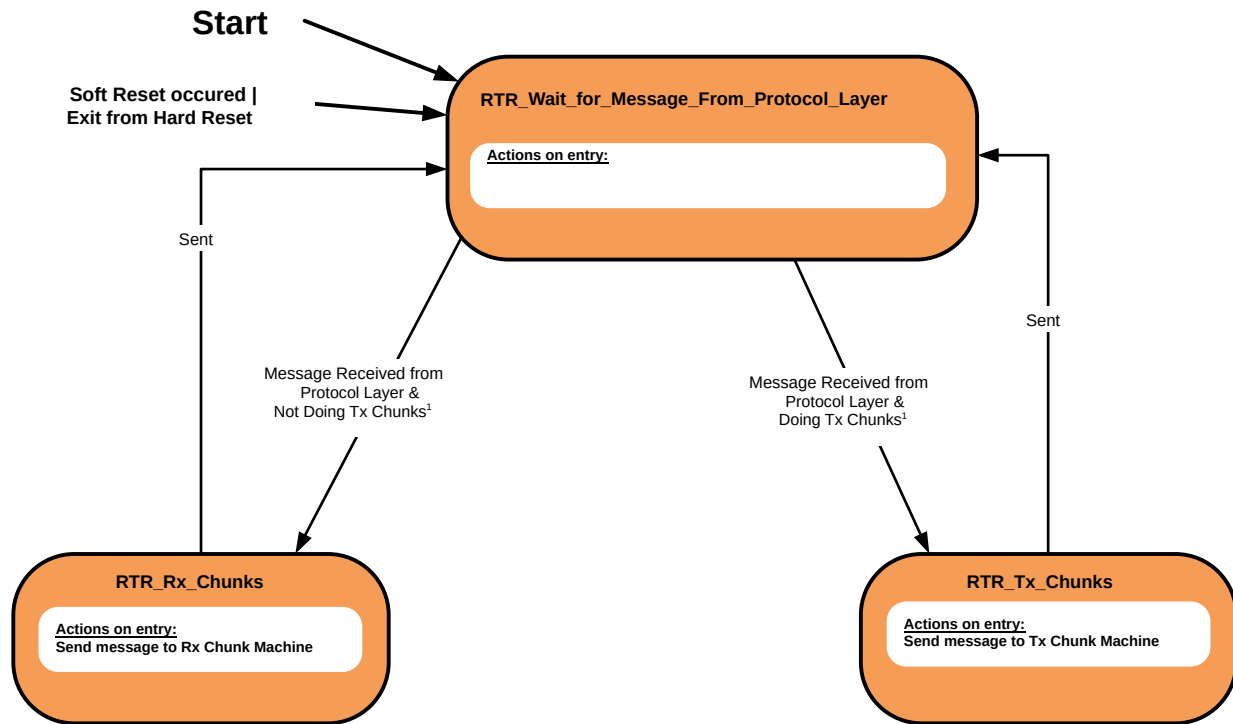 Start
Soft Reset occured |
Exit from Hard Reset
RTR_Wait_for_Message_From_Protocol_Layer
Actions on entry:
Sent
Sent
Message Received from
Protocol Layer &
Not Doing Tx Chunks¹
Message Received from
Protocol Layer &
Doing Tx Chunks¹
RTR_Rx_Chunks
Actions on entry:
Send message to Rx Chunk Machine
RTR_Tx_Chunks
Actions on entry:
Send message to Tx Chunk Machine